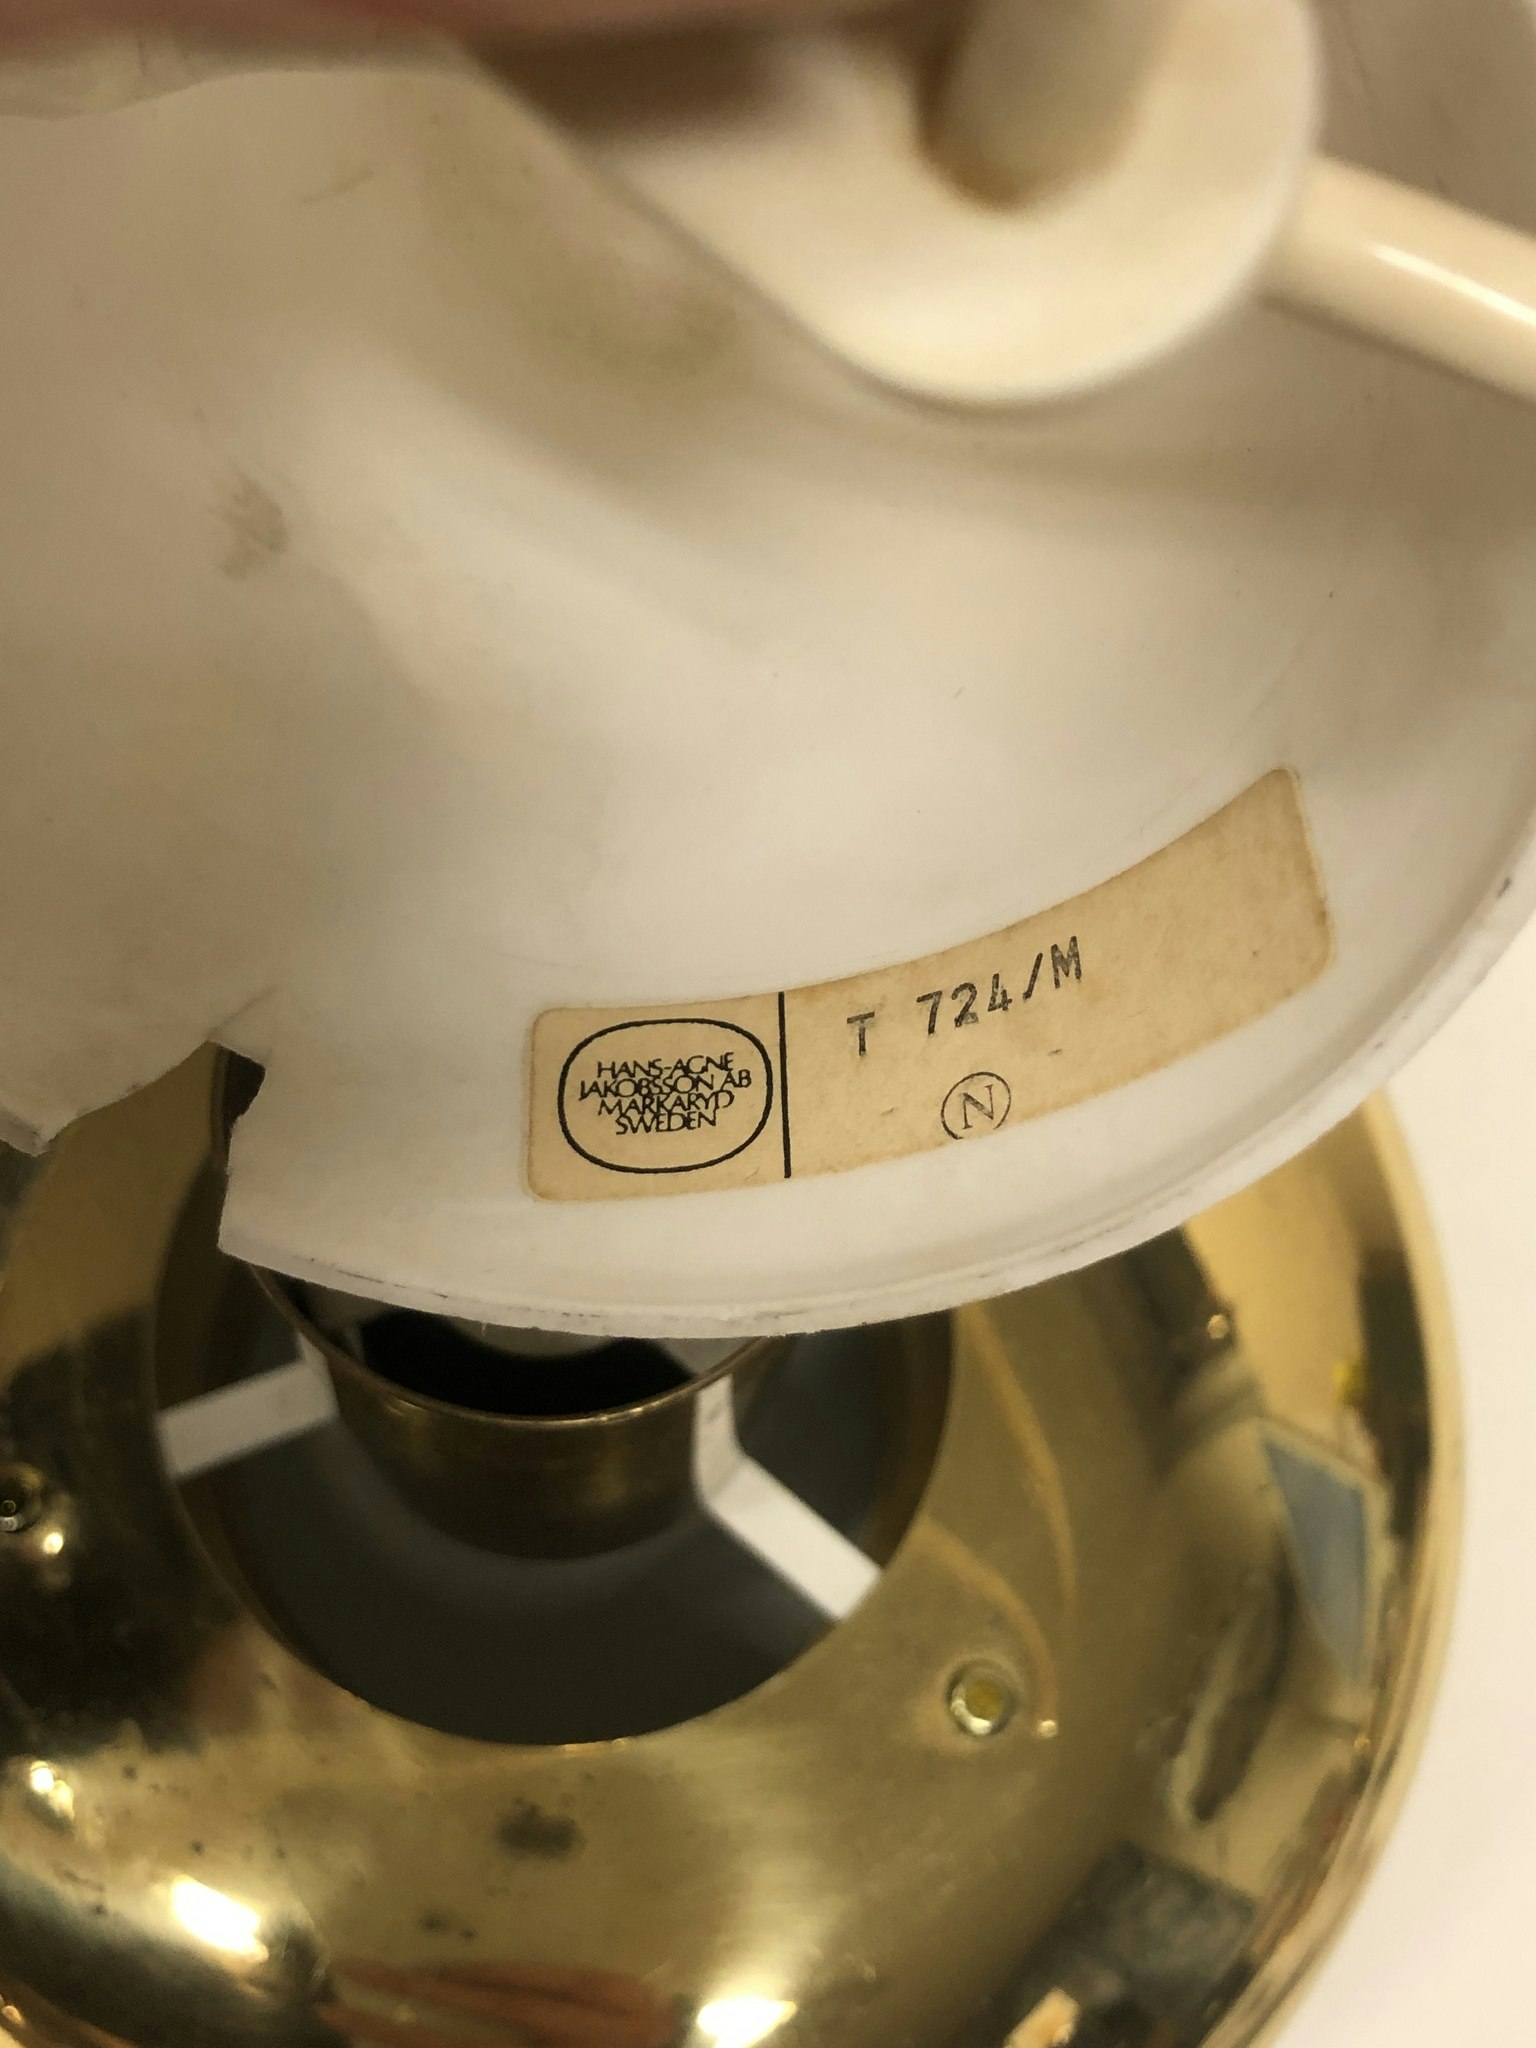 HANS-AGNE
JAKOBSSON AB
MARKARYD
SWEDEN
T 724/M
N